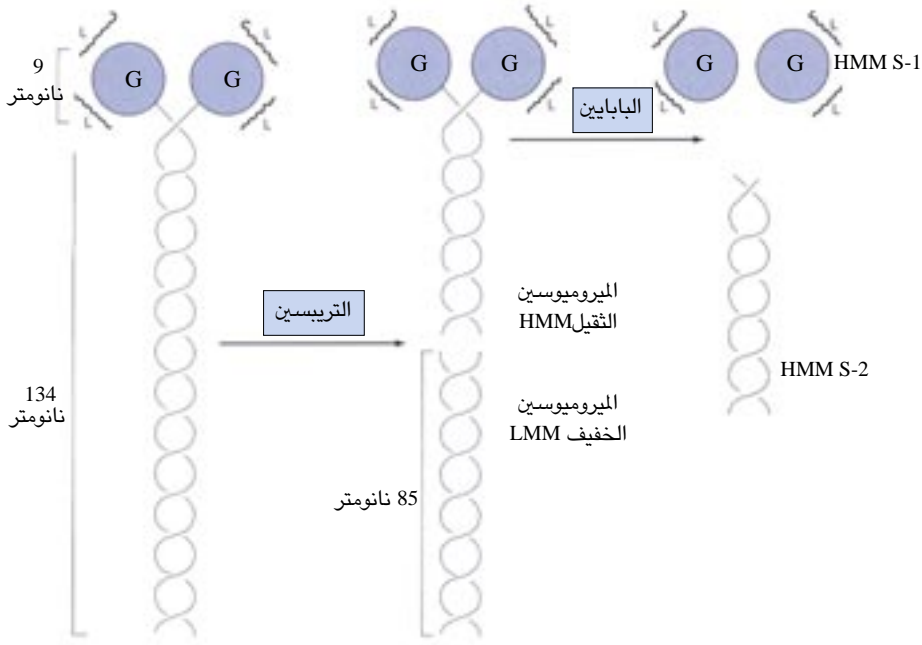 L
L
L
L
L
L
G
G
G
G
G
G
HMM S-1
9
نانومتر
L
L
L
L
L
L
البابايين
الميروميوسين
الثقيلHMM
التريبسين
HMM S-2
134
نانومتر
الميروميوسين
الخفيف LMM
85 نانومتر